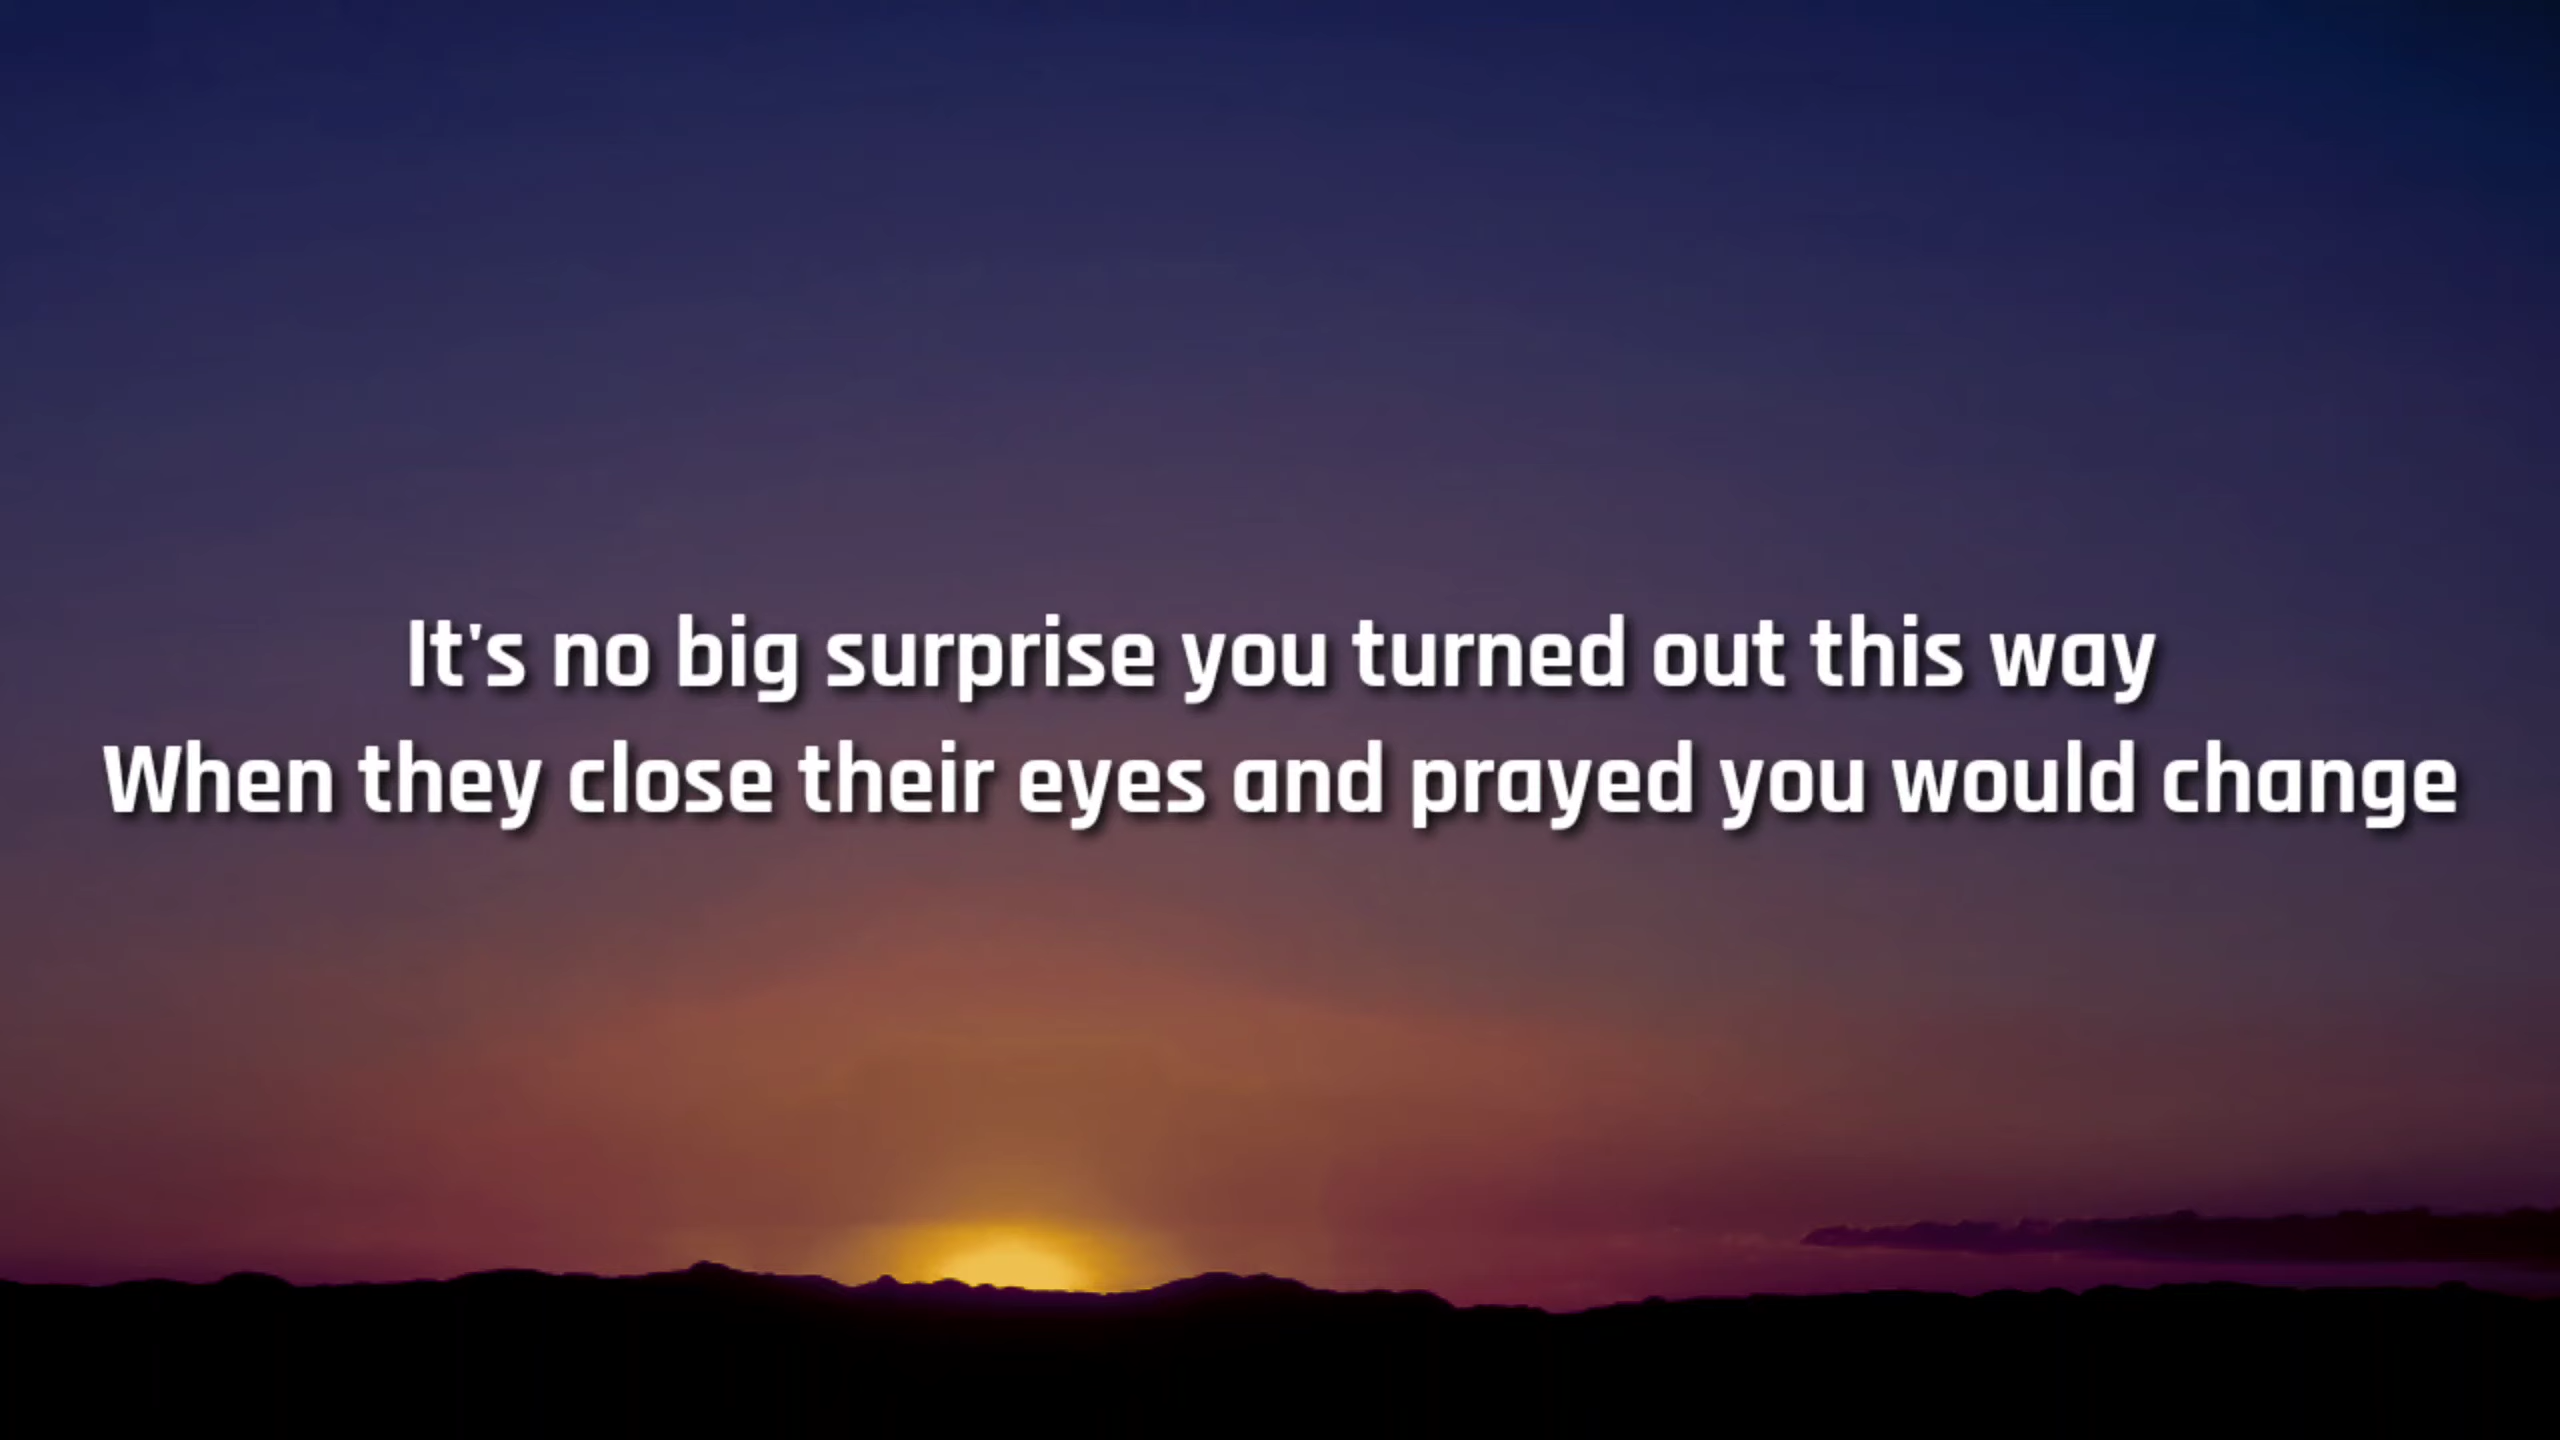 It's no big surprise you turned out this way
When they close their eyes and prayed you would change